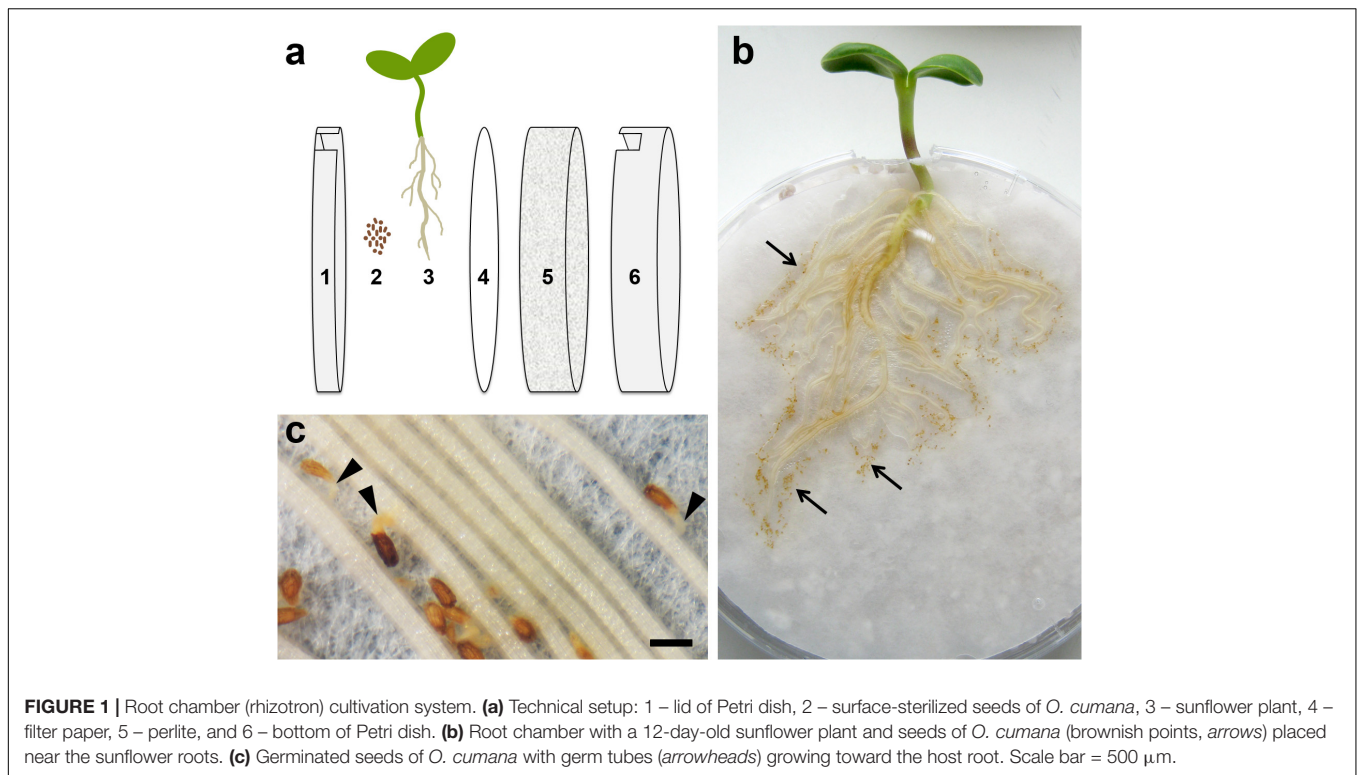 a
1 2 3 4 5 6
b
c
FIGURE 1 | Root chamber (rhizotron) cultivation system. (a) Technical setup: 1 – lid of Petri dish, 2 – surface-sterilized seeds of O. cumana, 3 – sunflower plant, 4 –
filter paper, 5 – perlite, and 6 – bottom of Petri dish. (b) Root chamber with a 12-day-old sunflower plant and seeds of O. cumana (brownish points, arrows) placed
near the sunflower roots. (c) Germinated seeds of O. cumana with germ tubes (arrowheads) growing toward the host root. Scale bar = 500 μm.